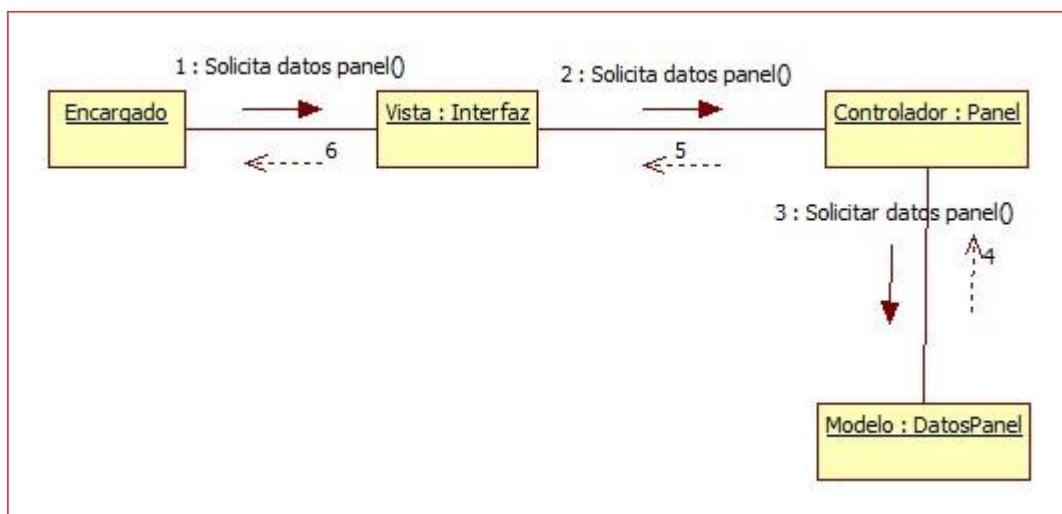 1 : Solicita datos panel()
2 : Solicita datos panel()
Encargado
Vista : Interfaz
Controlador : Panel
6
5
3 : Solicitar datos panel()
4
Modelo : DatosPanel